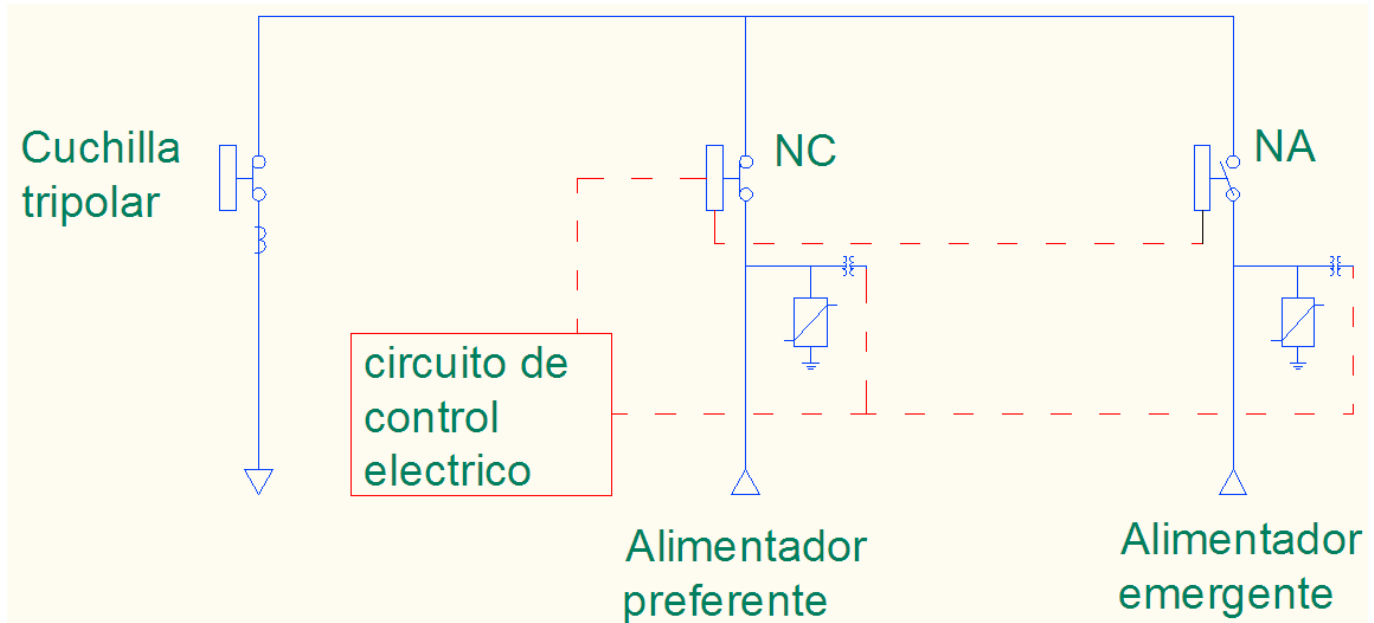 Cuchilla
tripolar
NC
NA
circuito de
control
electrico
Alimentador
preferente
Alimentador
emergente